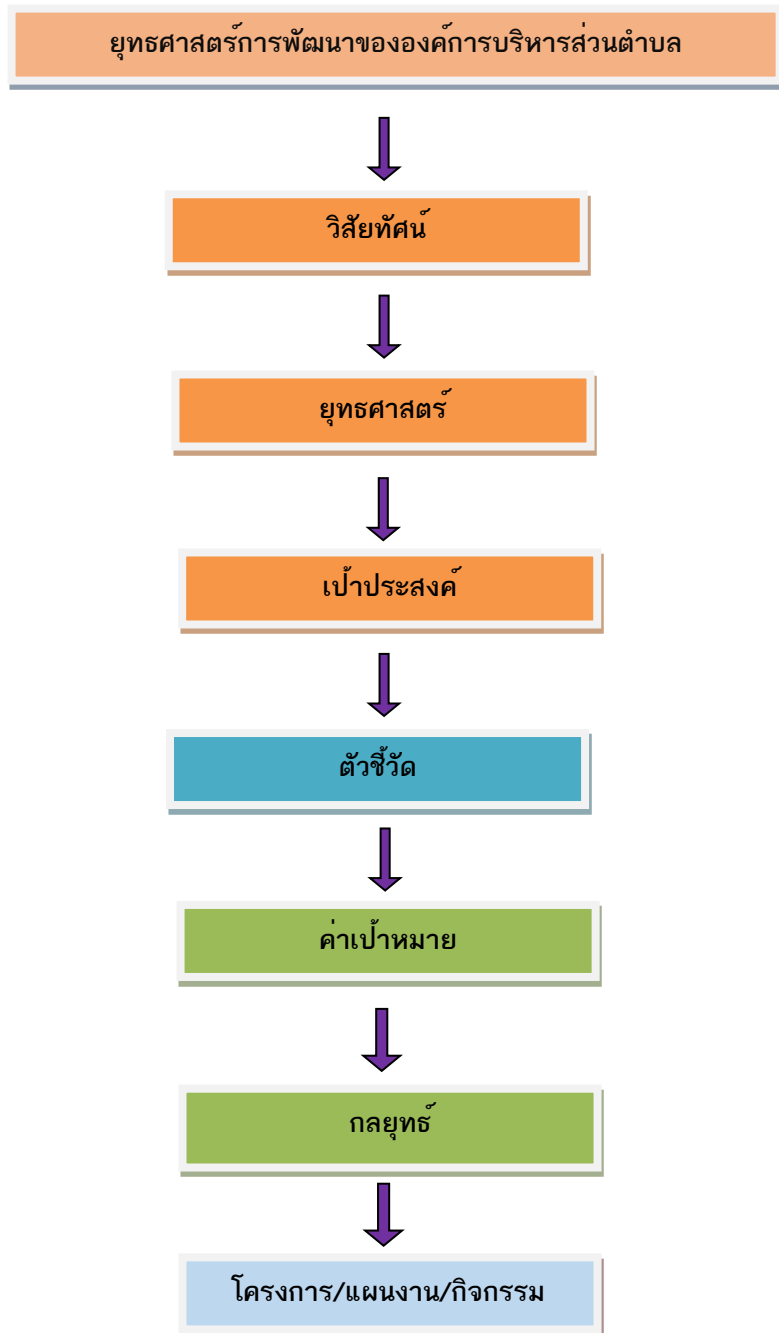 ยุทธศาสตร์การพัฒนาขององค์การบริหารส่วนตำบล
วิสัยทัศน์
ยุทธศาสตร์
เป้าประสงค์
ตัวชี้วัด
ค่าเป้าหมาย
กลยุทธ์
โครงการ/แผนงาน/กิจกรรม